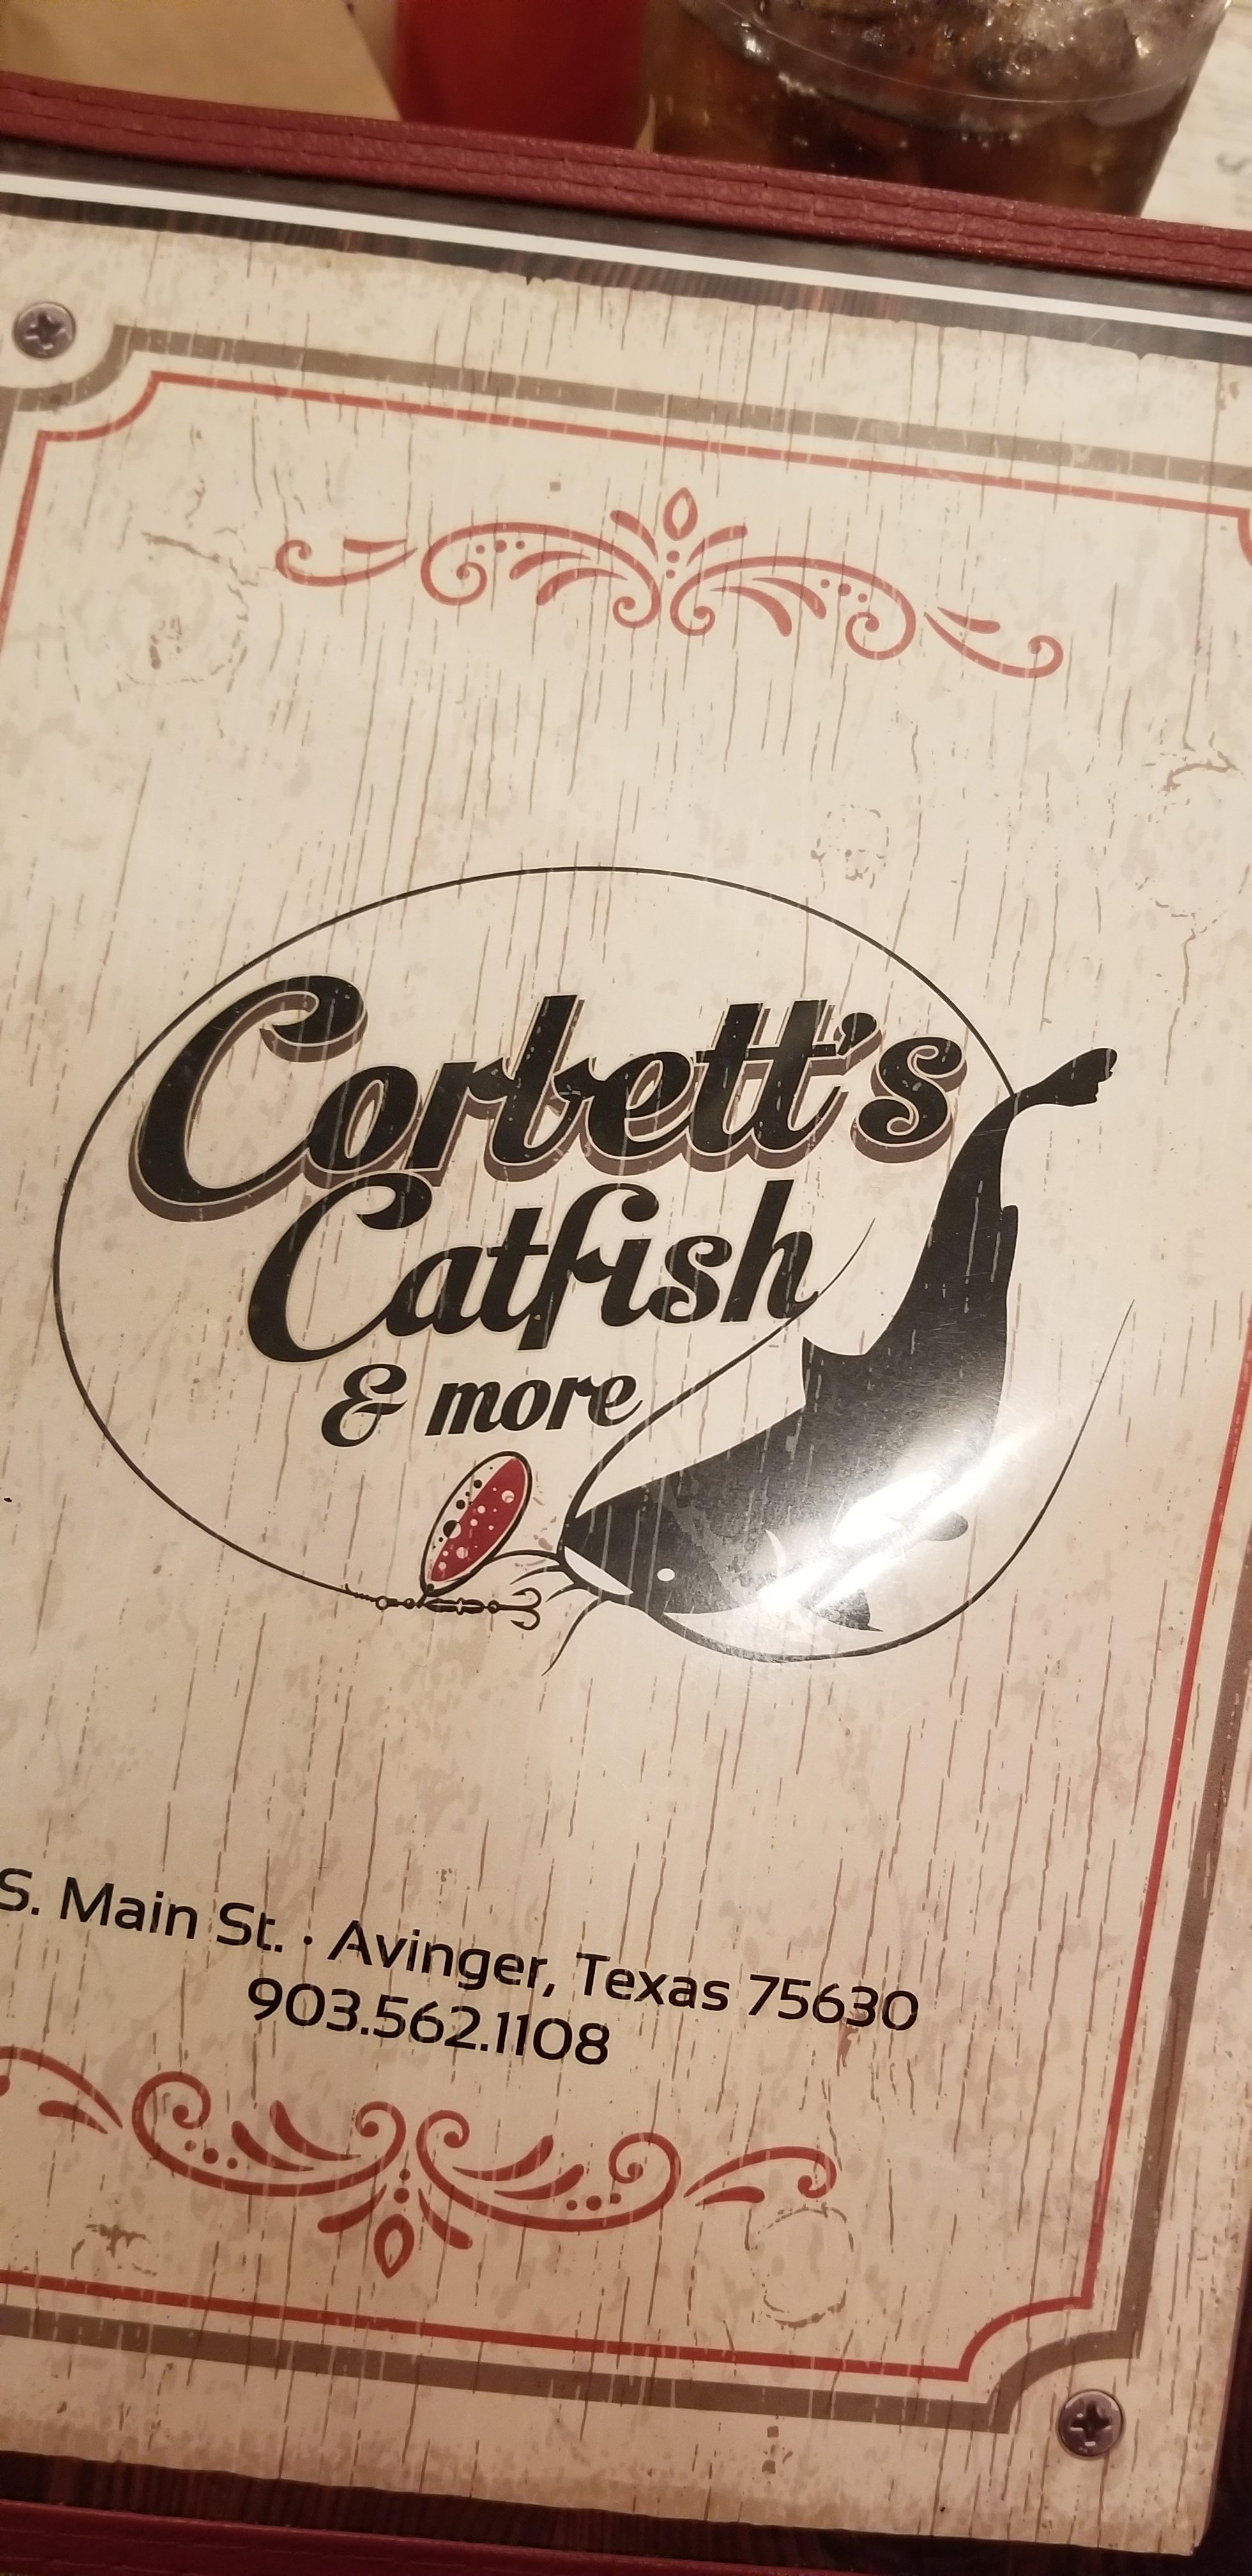 Corbett's
Catfish
& more
S. Main St. · Avinger, Texas 75630
903.562.1108